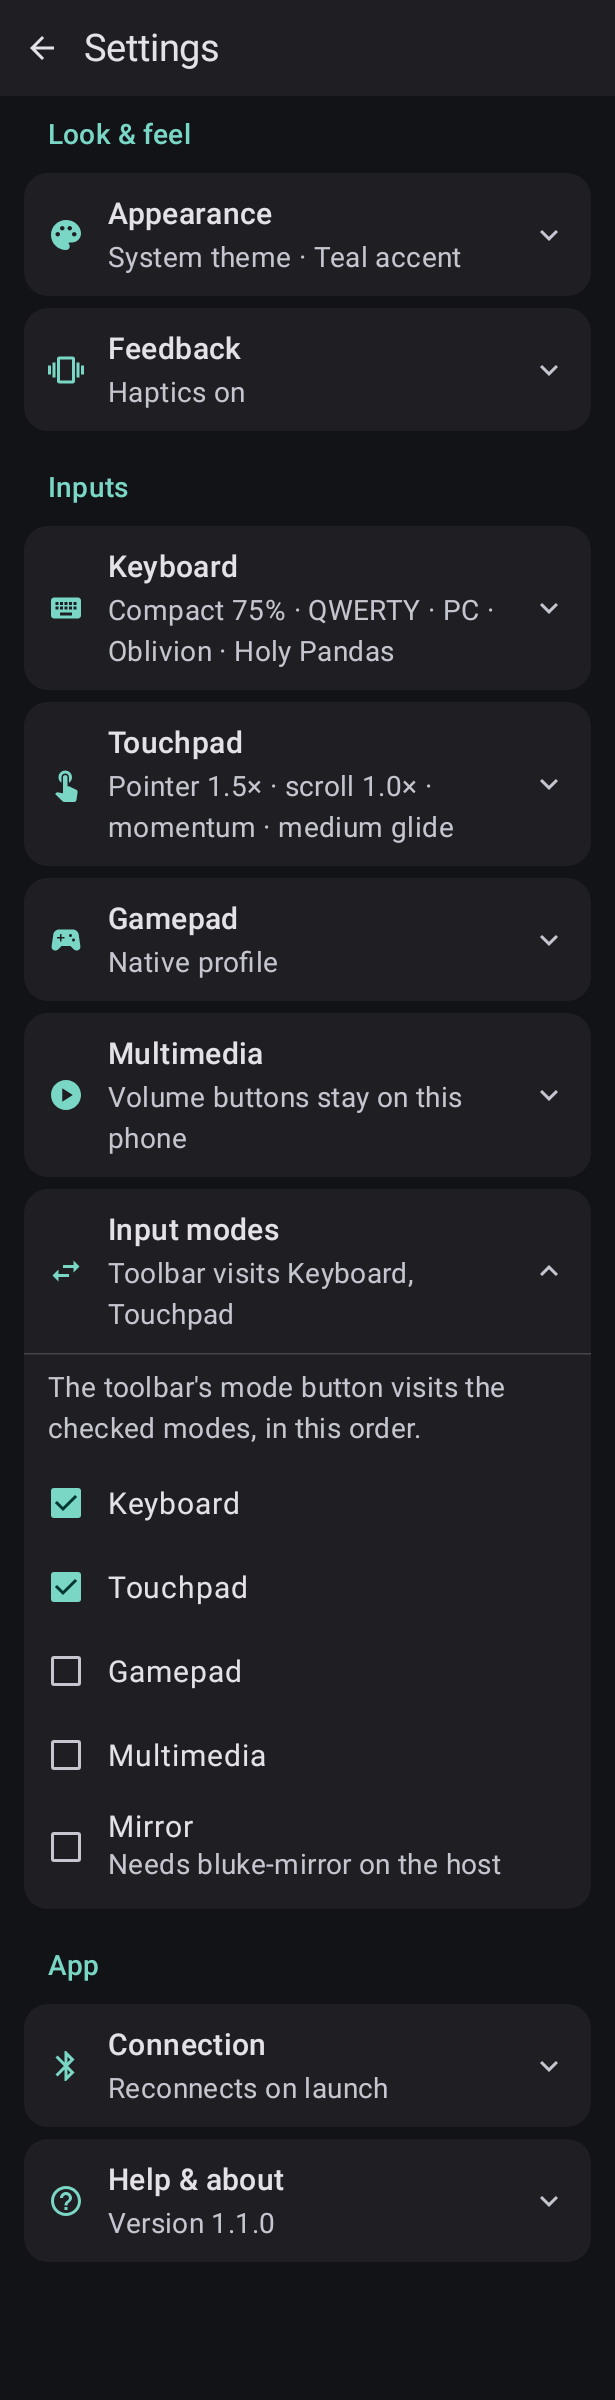 Settings
Look & feel
Appearance
System theme · Teal accent
Feedback
Haptics on
Inputs
Keyboard
Compact 75% · QWERTY · PC ·
Oblivion · Holy Pandas
Touchpad
Pointer 1.5× · scroll 1.0× ·
momentum · medium glide
Gamepad
Native profile
Multimedia
Volume buttons stay on this
phone
Input modes
Toolbar visits Keyboard,
Touchpad
The toolbar's mode button visits the
checked modes, in this order.
Keyboard
Touchpad
Gamepad
Multimedia
Mirror
Needs bluke-mirror on the host
App
Connection
Reconnects on launch
Help & about
Version 1.1.0